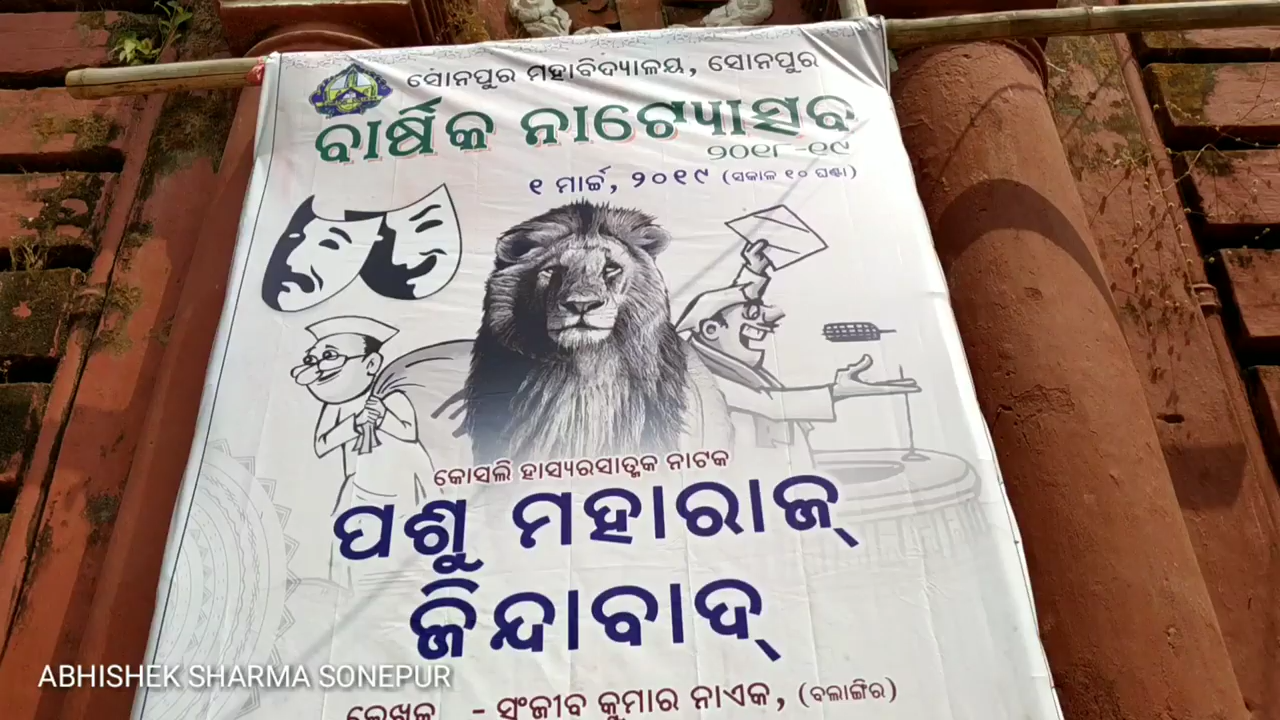 ସୋନପୁର ମହାବିଦ୍ୟାଳୟ, ସୋନପୁର
ବାର୍ଷିକ ନାଟ୍ୟୋତ୍ସବ
୨୦୧୮-୧୯
୧ ମାର୍ଚ୍ଚ, ୨୦୧୯ (ସକାଳ ୧୦ ଘଣ୍ଟା)
କୋସଲି ହାସ୍ୟରସାତ୍ମକ ନାଟକ
ପଶୁ ମହାରାଜ୍
ଜିନ୍ଦାବାଦ୍
ଲେଖକ - ସଂଜୀବ କୁମାର ନାଏକ, (ବଲାଙ୍ଗିର)
ABHISHEK SHARMA SONEPUR